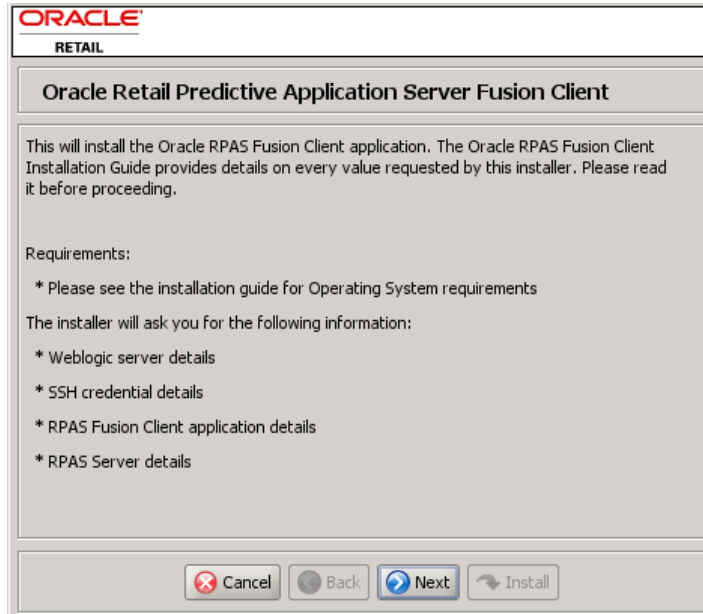 ORACLE
RETAIL
Oracle Retail Predictive Application Server Fusion Client
This will install the Oracle RPAS Fusion Client application. The Oracle RPAS Fusion Client
Installation Guide provides details on every value requested by this installer. Please read
it before proceeding.
Requirements:
* Please see the installation guide for Operating System requirements
The installer will ask you for the following information:
* Weblogic server details
* SSH credential details
* RPAS Fusion Client application details
* RPAS Server details
Cancel Back Next Install